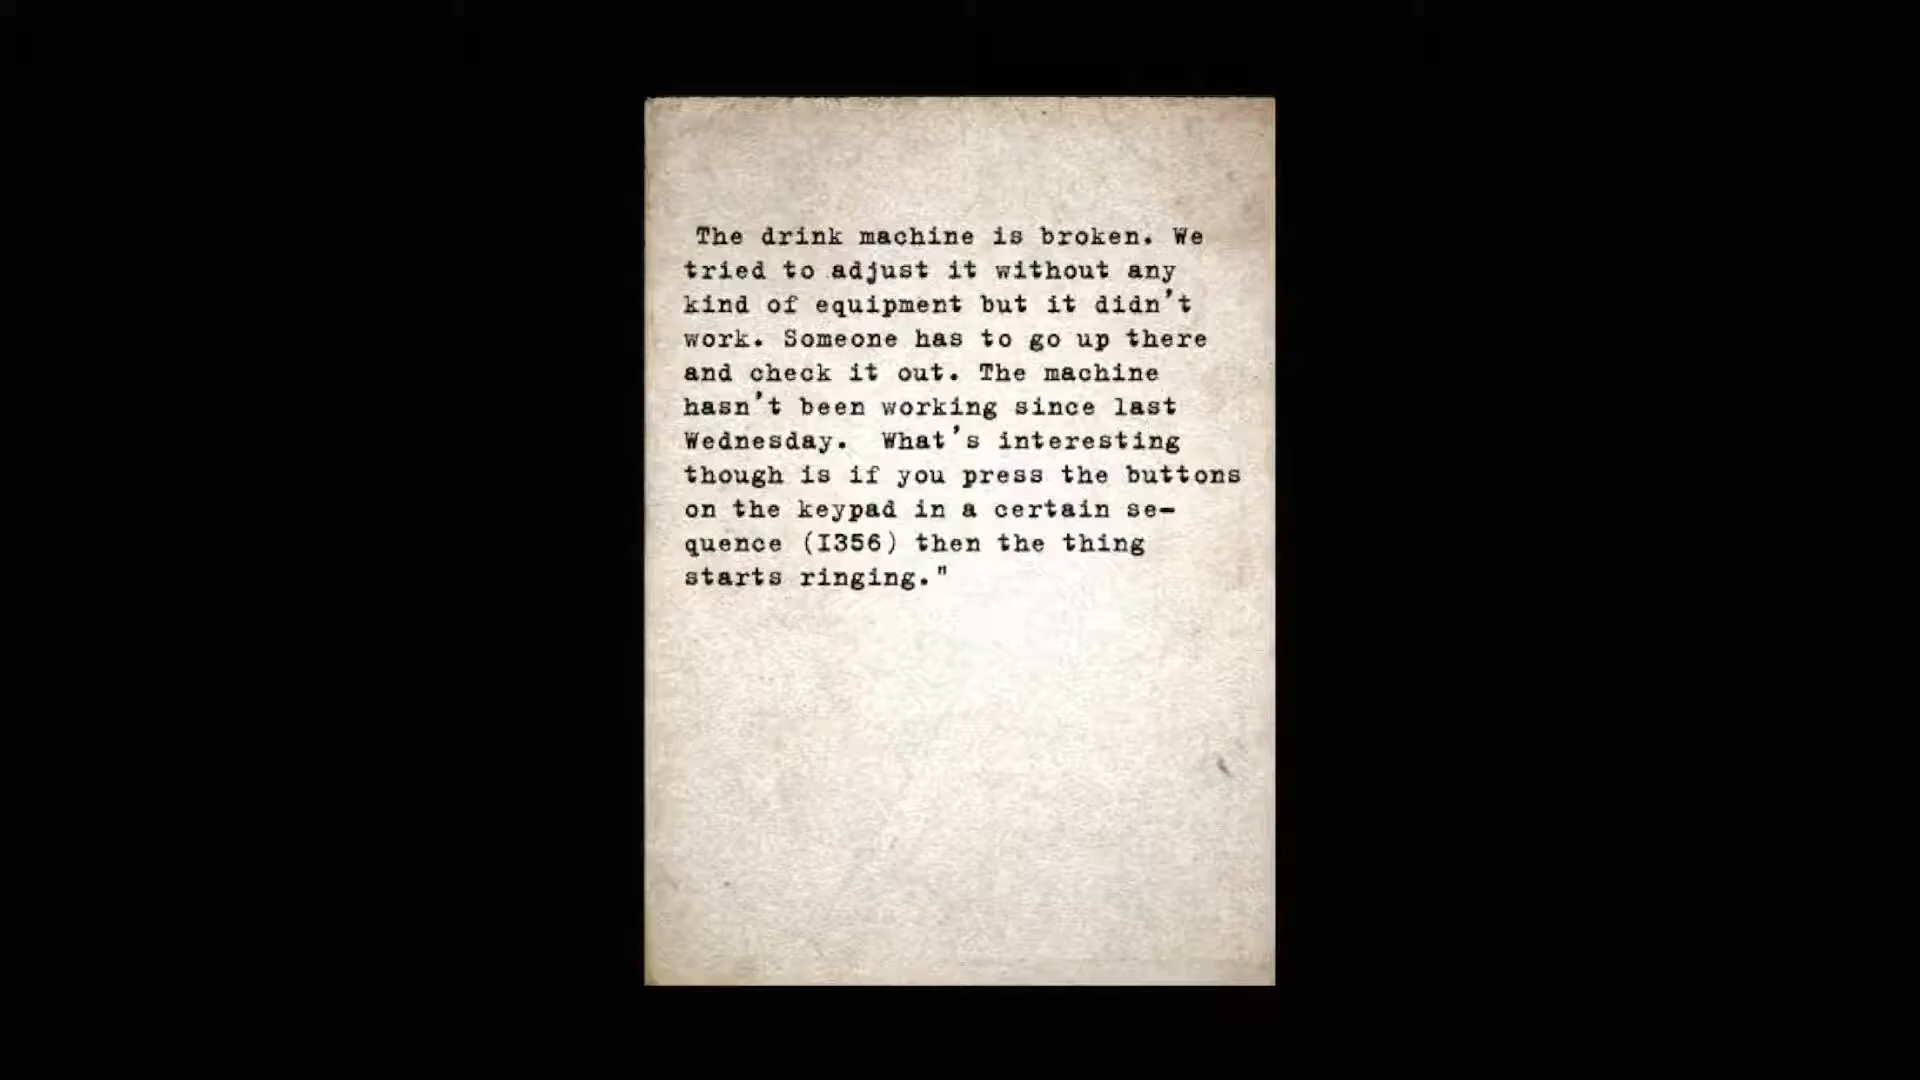 The drink machine is broken. We
tried to adjust it without any
kind of equipment but it didn't
work. Someone has to go up there
and check it out. The machine
hasn't been working since last
Wednesday.  What's interesting
though is if you press the buttons
on the keypad in a certain se-
quence (1356) then the thing
starts ringing."